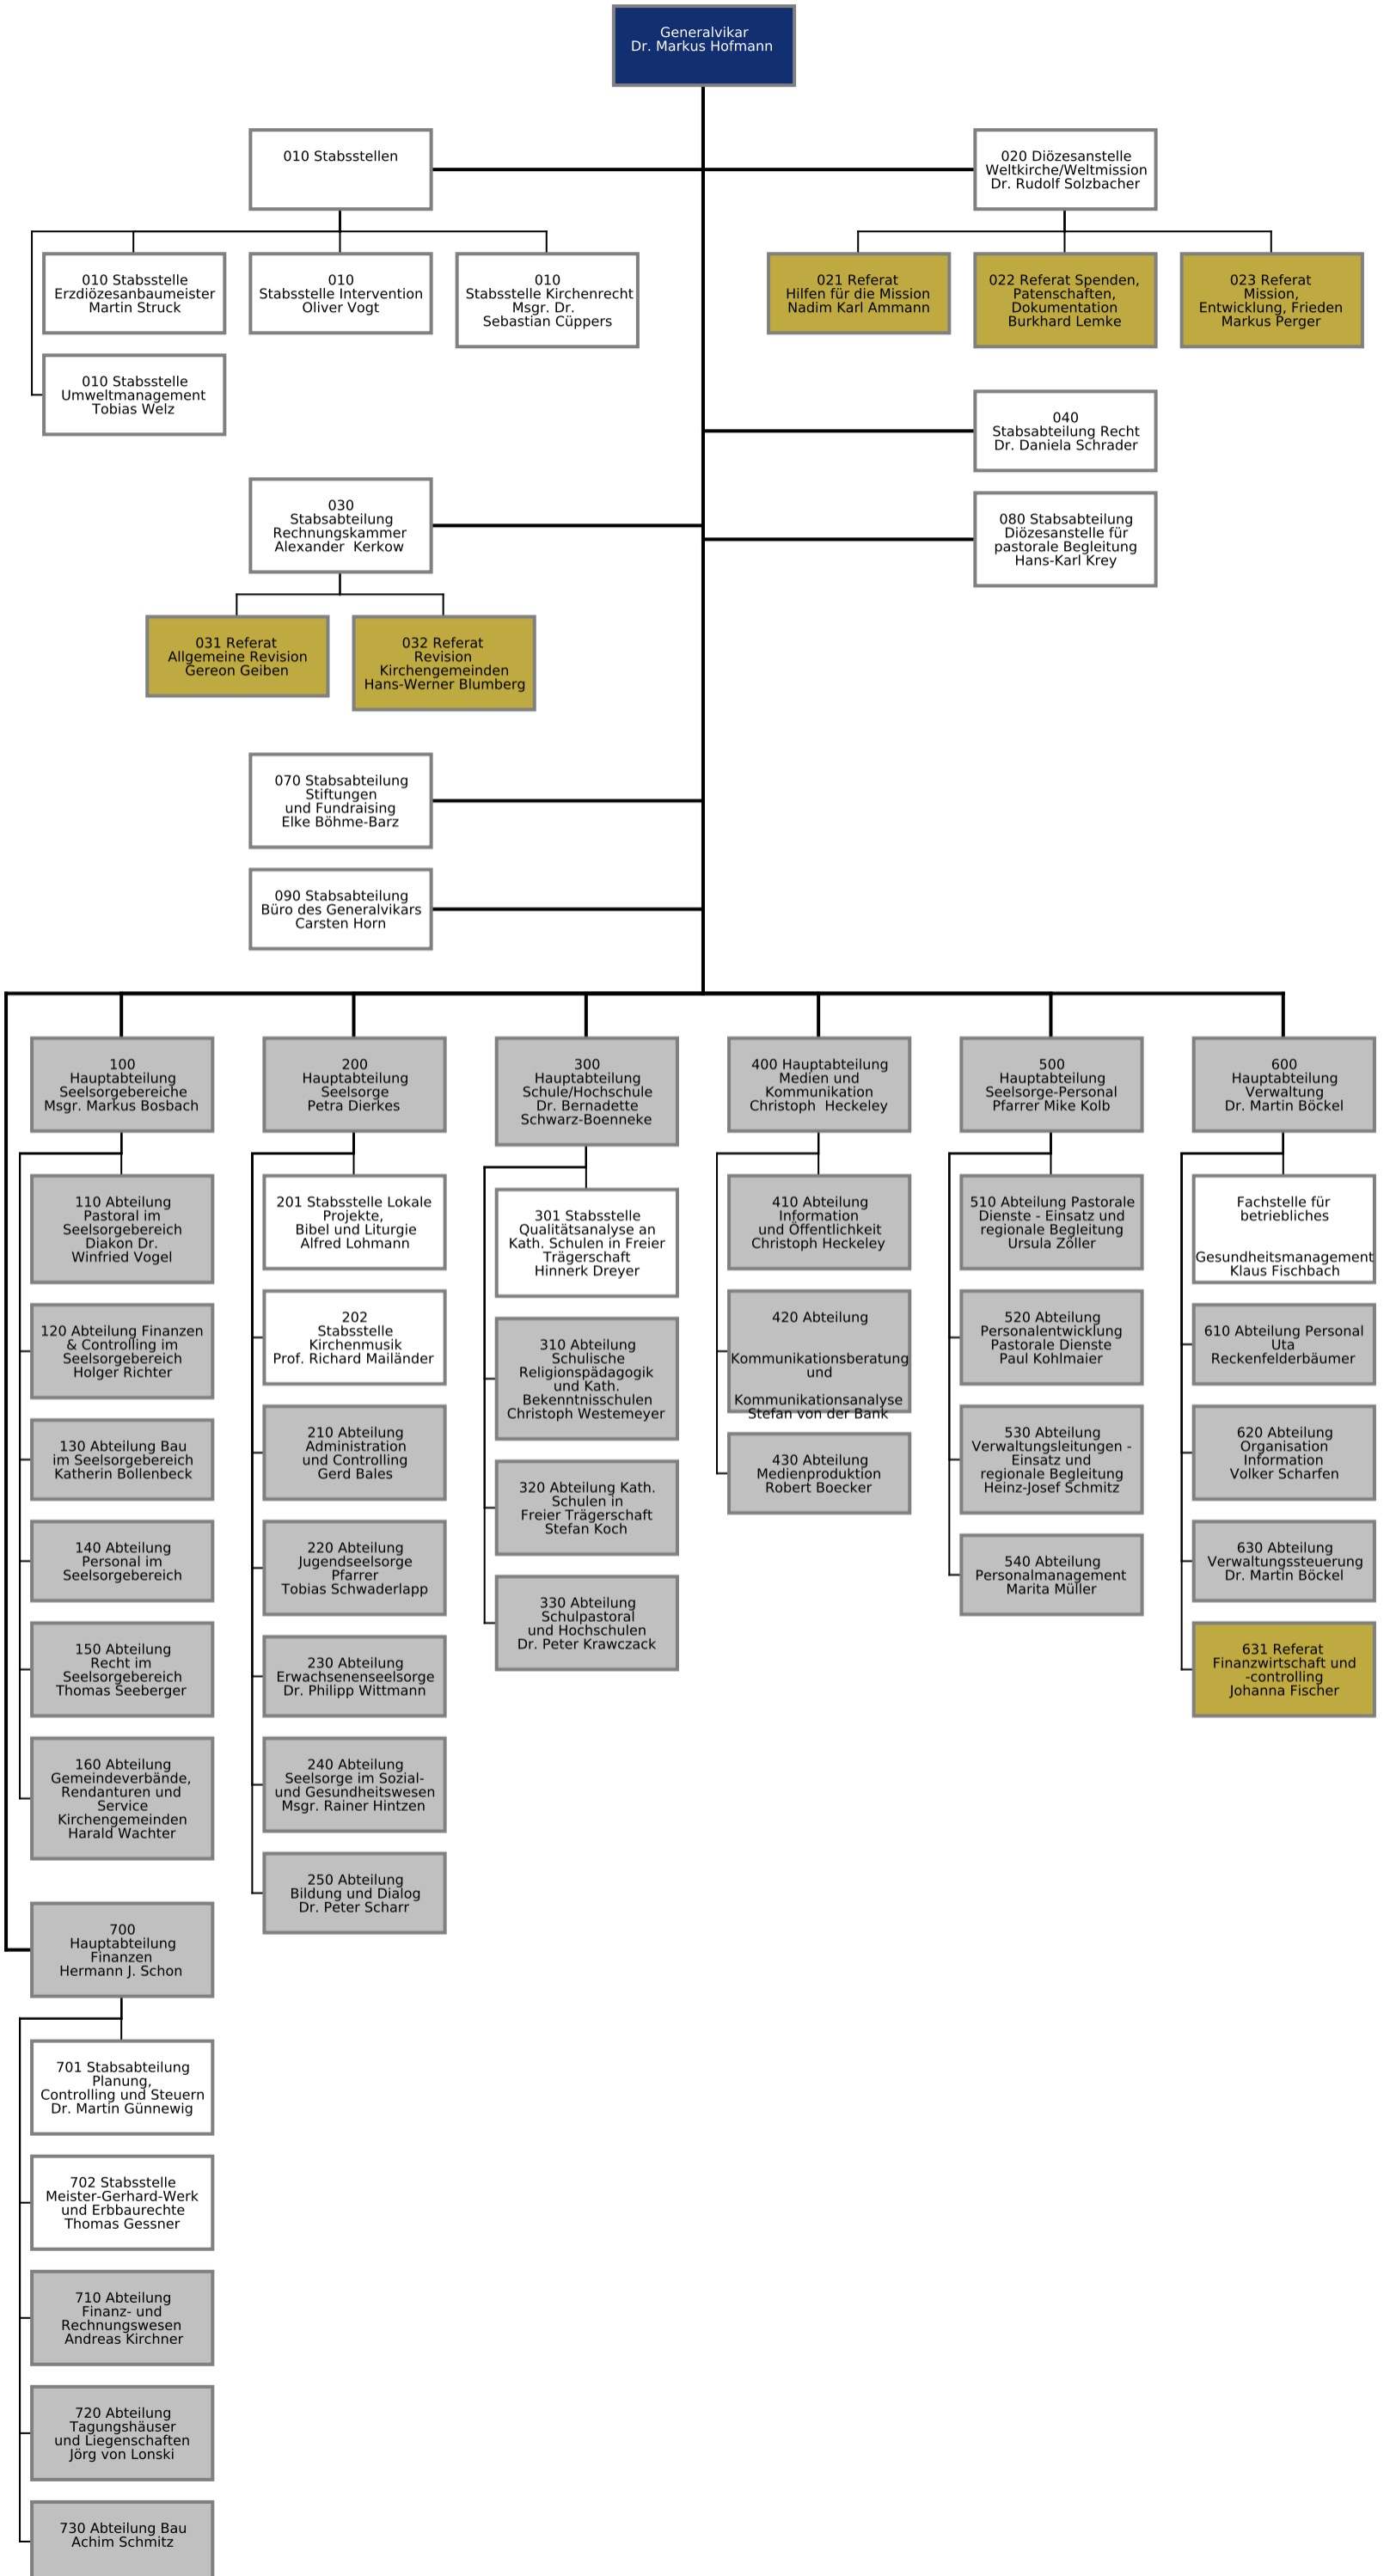 Generalvikar
Dr. Markus Hofmann
010 Stabsstellen
020 Diözesanstelle
Weltkirche/Weltmission
Dr. Rudolf Solzbacher
010 Stabsstelle
Erzdiözesanbaumeister
Martin Struck
010
Stabsstelle Intervention
Oliver Vogt
010
Stabsstelle Kirchenrecht
Msgr. Dr.
Sebastian Cüppers
021 Referat
Hilfen für die Mission
Nadim Karl Ammann
022 Referat Spenden,
Patenschaften,
Dokumentation
Burkhard Lemke
023 Referat
Mission,
Entwicklung, Frieden
Markus Perger
010 Stabsstelle
Umweltmanagement
Tobias Welz
040
Stabsabteilung Recht
Dr. Daniela Schrader
030
Stabsabteilung
Rechnungskammer
Alexander  Kerkow
080 Stabsabteilung
Diözesanstelle für
pastorale Begleitung
Hans-Karl Krey
031 Referat
Allgemeine Revision
Gereon Geiben
032 Referat
Revision
Kirchengemeinden
Hans-Werner Blumberg
070 Stabsabteilung
Stiftungen
und Fundraising
Elke Böhme-Barz
090 Stabsabteilung
Büro des Generalvikars
Carsten Horn
100
Hauptabteilung
Seelsorgebereiche
Msgr. Markus Bosbach
110 Abteilung
Pastoral im
Seelsorgebereich
Diakon Dr.
Winfried Vogel
120 Abteilung Finanzen
& Controlling im
Seelsorgebereich
Holger Richter
130 Abteilung Bau
im Seelsorgebereich
Katherin Bollenbeck
140 Abteilung
Personal im
Seelsorgebereich
150 Abteilung
Recht im
Seelsorgebereich
Thomas Seeberger
160 Abteilung
Gemeindeverbände,
Rendanturen und
Service
Kirchengemeinden
Harald Wachter
200
Hauptabteilung
Seelsorge
Petra Dierkes
201 Stabsstelle Lokale
Projekte,
Bibel und Liturgie
Alfred Lohmann
202
Stabsstelle
Kirchenmusik
Prof. Richard Mailänder
210 Abteilung
Administration
und Controlling
Gerd Bales
220 Abteilung
Jugendseelsorge
Pfarrer
Tobias Schwaderlapp
230 Abteilung
Erwachsenenseelsorge
Dr. Philipp Wittmann
240 Abteilung
Seelsorge im Sozial-
und Gesundheitswesen
Msgr. Rainer Hintzen
250 Abteilung
Bildung und Dialog
Dr. Peter Scharr
300
Hauptabteilung
Schule/Hochschule
Dr. Bernadette
Schwarz-Boenneke
301 Stabsstelle
Qualitätsanalyse an
Kath. Schulen in Freier
Trägerschaft
Hinnerk Dreyer
310 Abteilung
Schulische
Religionspädagogik
und Kath.
Bekenntnisschulen
Christoph Westemeyer
320 Abteilung Kath.
Schulen in
Freier Trägerschaft
Stefan Koch
330 Abteilung
Schulpastoral
und Hochschulen
Dr. Peter Krawczack
400 Hauptabteilung
Medien und
Kommunikation
Christoph  Heckeley
410 Abteilung
Information
und Öffentlichkeit
Christoph Heckeley
420 Abteilung
Kommunikationsberatung
und
Kommunikationsanalyse
Stefan von der Bank
430 Abteilung
Medienproduktion
Robert Boecker
500
Hauptabteilung
Seelsorge-Personal
Pfarrer Mike Kolb
510 Abteilung Pastorale
Dienste - Einsatz und
regionale Begleitung
Ursula Zöller
520 Abteilung
Personalentwicklung
Pastorale Dienste
Paul Kohlmaier
530 Abteilung
Verwaltungsleitungen -
Einsatz und
regionale Begleitung
Heinz-Josef Schmitz
540 Abteilung
Personalmanagement
Marita Müller
600
Hauptabteilung
Verwaltung
Dr. Martin Böckel
Fachstelle für
betriebliches
Gesundheitsmanagement
Klaus Fischbach
610 Abteilung Personal
Uta
Reckenfelderbäumer
620 Abteilung
Organisation
Information
Volker Scharfen
630 Abteilung
Verwaltungssteuerung
Dr. Martin Böckel
631 Referat
Finanzwirtschaft und
-controlling
Johanna Fischer
700
Hauptabteilung
Finanzen
Hermann J. Schon
701 Stabsabteilung
Planung,
Controlling und Steuern
Dr. Martin Günnewig
702 Stabsstelle
Meister-Gerhard-Werk
und Erbbaurechte
Thomas Gessner
710 Abteilung
Finanz- und
Rechnungswesen
Andreas Kirchner
720 Abteilung
Tagungshäuser
und Liegenschaften
Jörg von Lonski
730 Abteilung Bau
Achim Schmitz